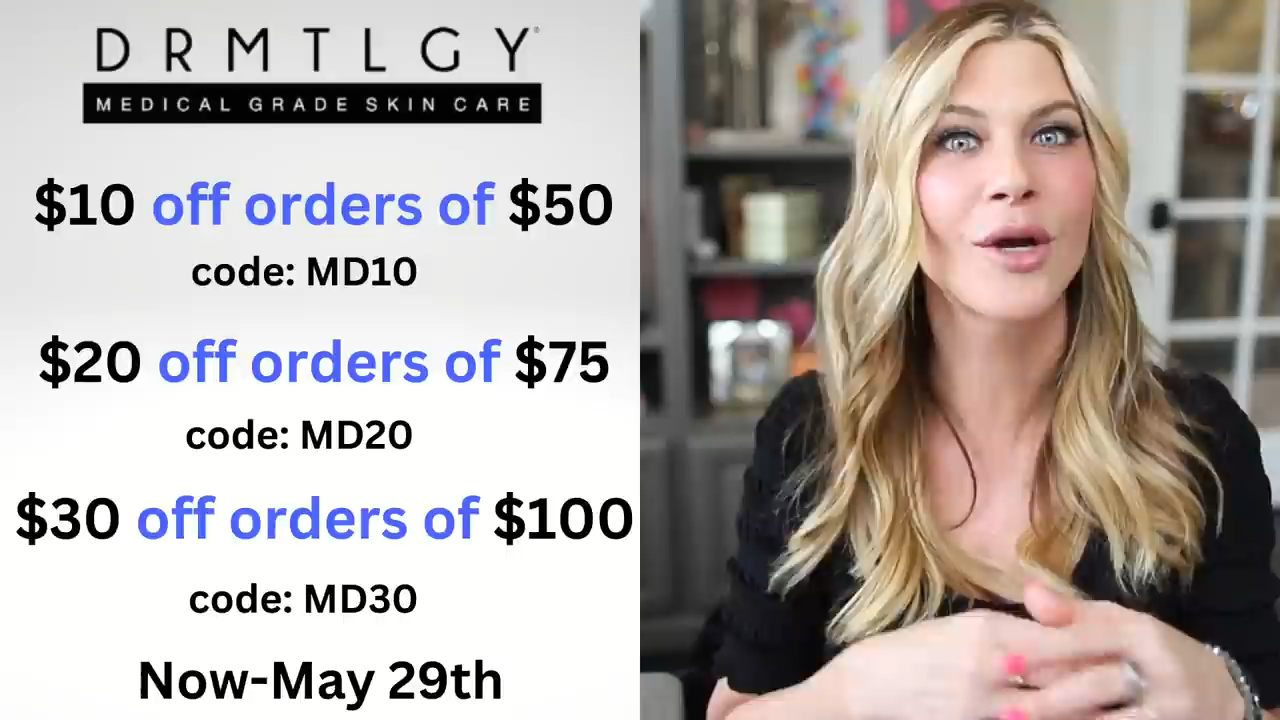 DRMTLGY
MEDICAL GRADE SKIN CARE
$10 off orders of $50
code: MD10
$20 off orders of $75
code: MD20
$30 off orders of $100
code: MD30
Now-May 29th